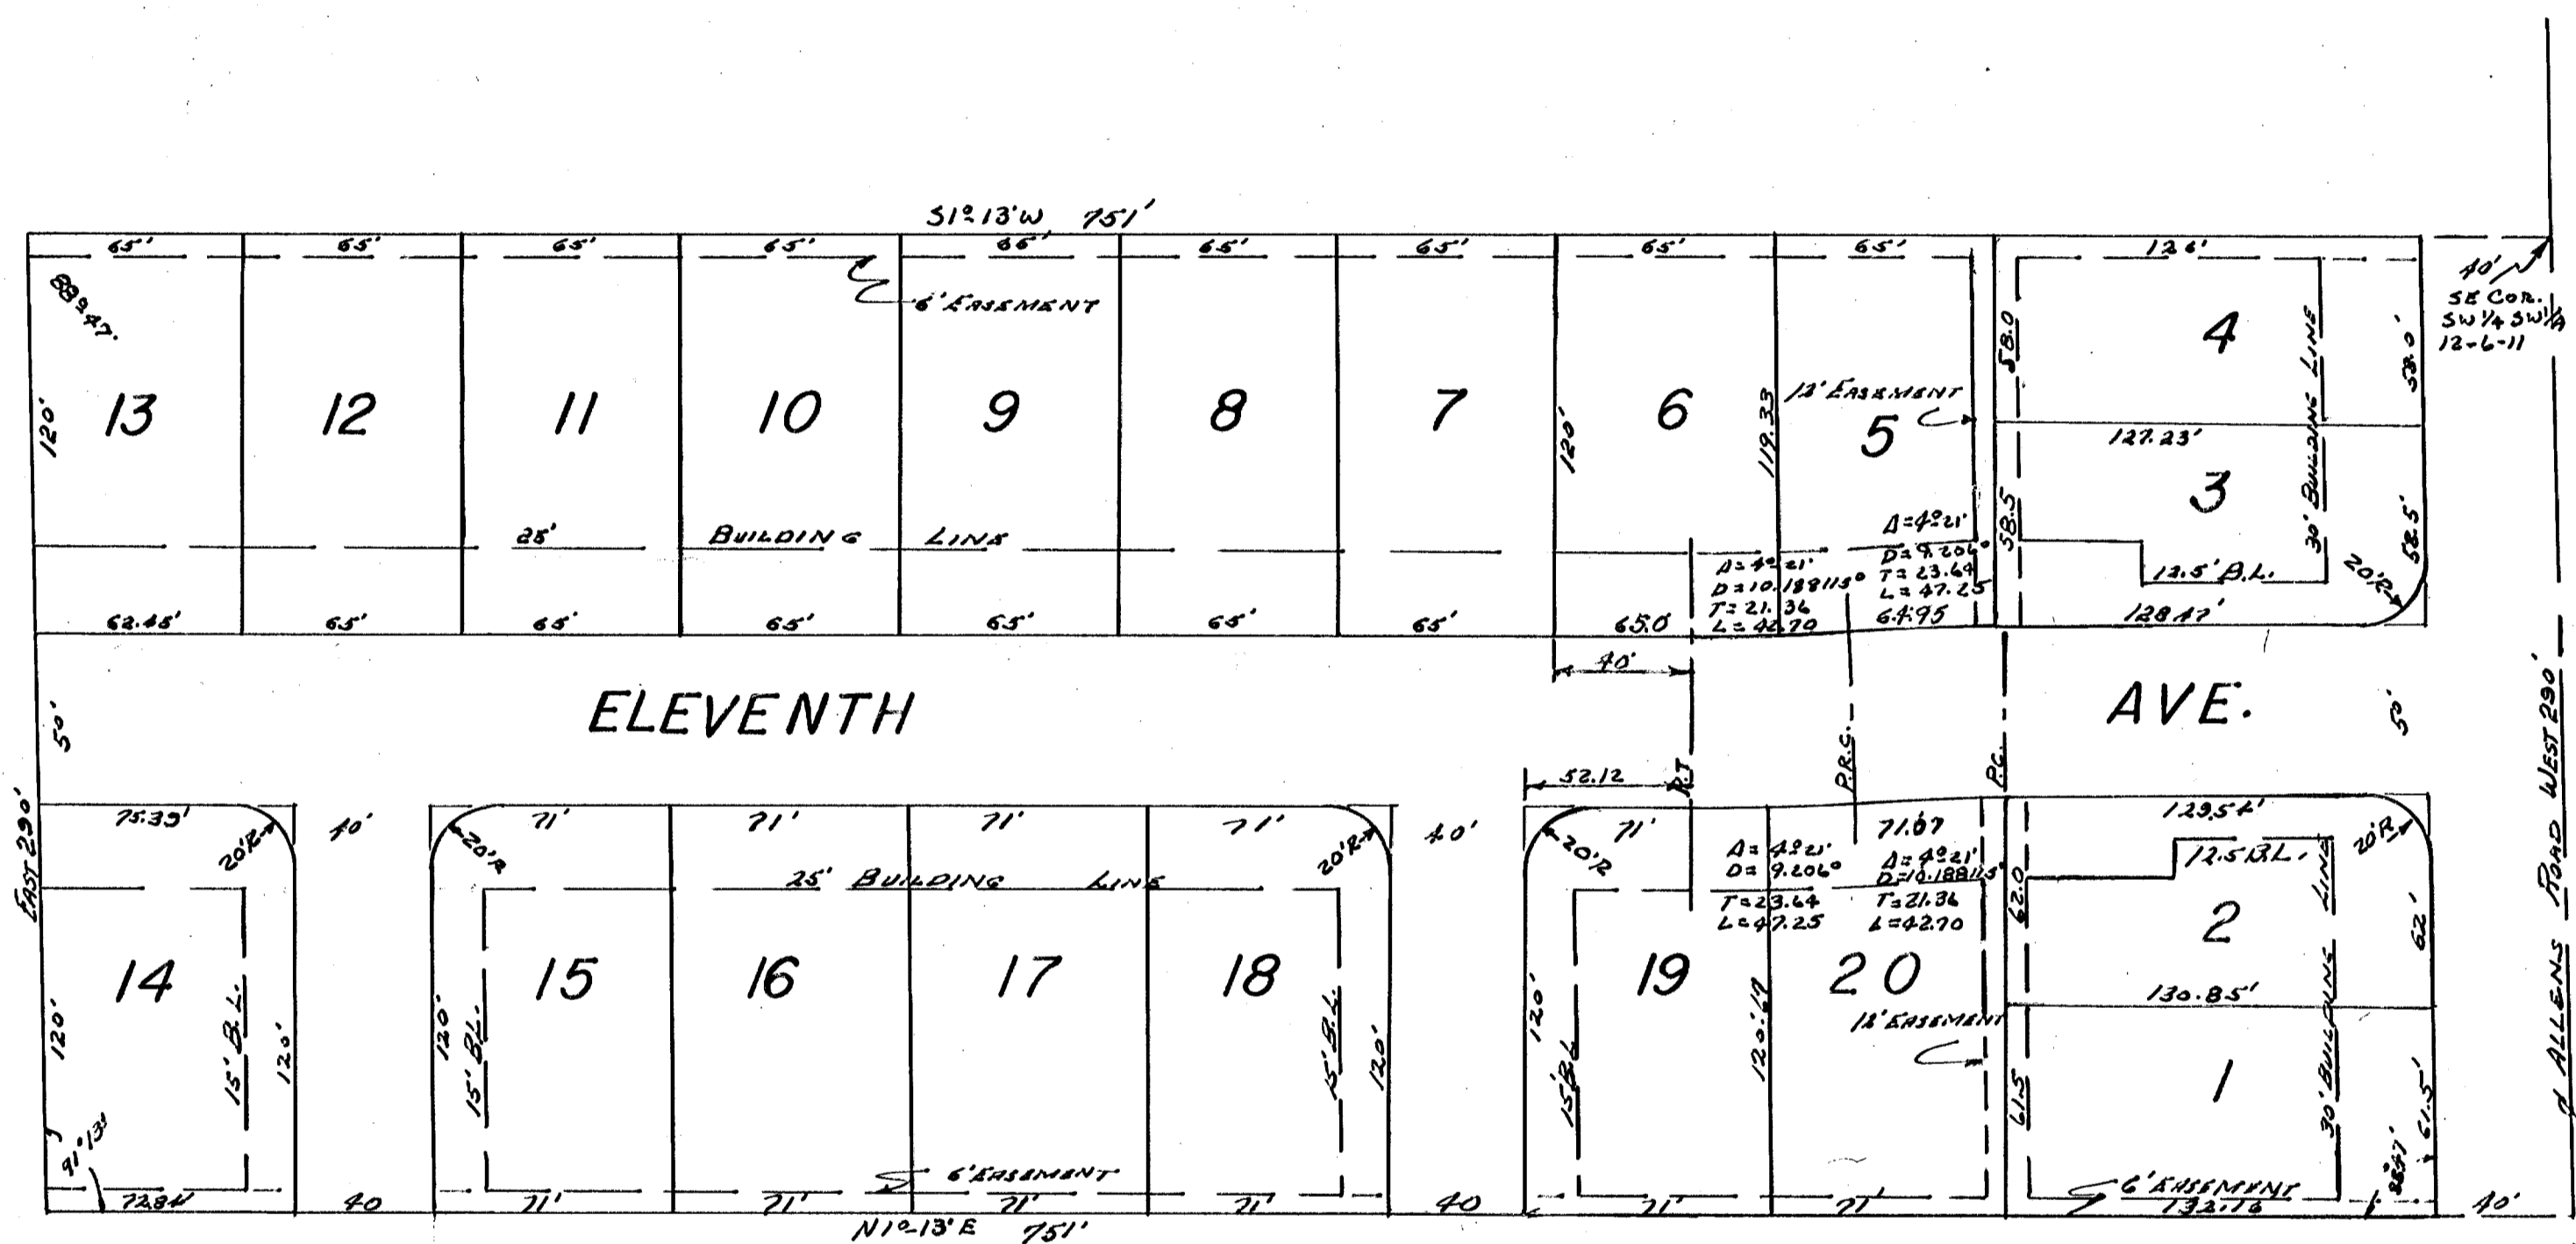 S1°13'W 751'
65' 65' 65' 65' 66' 65' 65' 65' 65' 126'
6' EASEMENT
40'
SE COR.
SW 1/4 SW 1/4
12-6-11
88°47'
120' 13 12 11 10 9 8 7 120' 6 119.33 5 58.0 4 58.0'
12' EASEMENT
127.23'
58.5 3 58.5'
30' BUILDING LINE
25' BUILDING LINE
12.5' B.L.
20'R
Δ=4°21'
D=10.188115°
T=21.36
L=42.70
Δ=4°21'
D=9.206°
T=23.64
L=47.25
62.45' 65' 65' 65' 65' 65' 65' 65.0' 64.95 128.47'
40'
50' ELEVENTH AVE. 50'
52.12 P.T P.R.C. P.C.
EAST 290'
ALLENS ROAD WEST 290'
75.39' 40' 71' 71' 71' 71' 40' 71' 71.07 129.54'
20'R 20'R 20'R 20'R 20'R
25' BUILDING LINE
12.5 B.L.
Δ=4°21'
D=9.206°
T=23.64
L=47.25
Δ=4°21'
D=10.188115°
T=21.36
L=42.70
14 15 16 17 18 19 20 62.0 2 62'
120' 15' B.L. 120' 120' 15' B.L. 15' B.L. 120' 120' 15' B.L. 120.67
12' EASEMENT
130.85'
61.5 1 61.5'
30' BUILDING LINE
91°13'
88°47'
6' EASEMENT
6' EASEMENT
72.84' 40 71' 71' 71' 71' 40 71' 71' 132.16 40'
N1°-13'E 751'